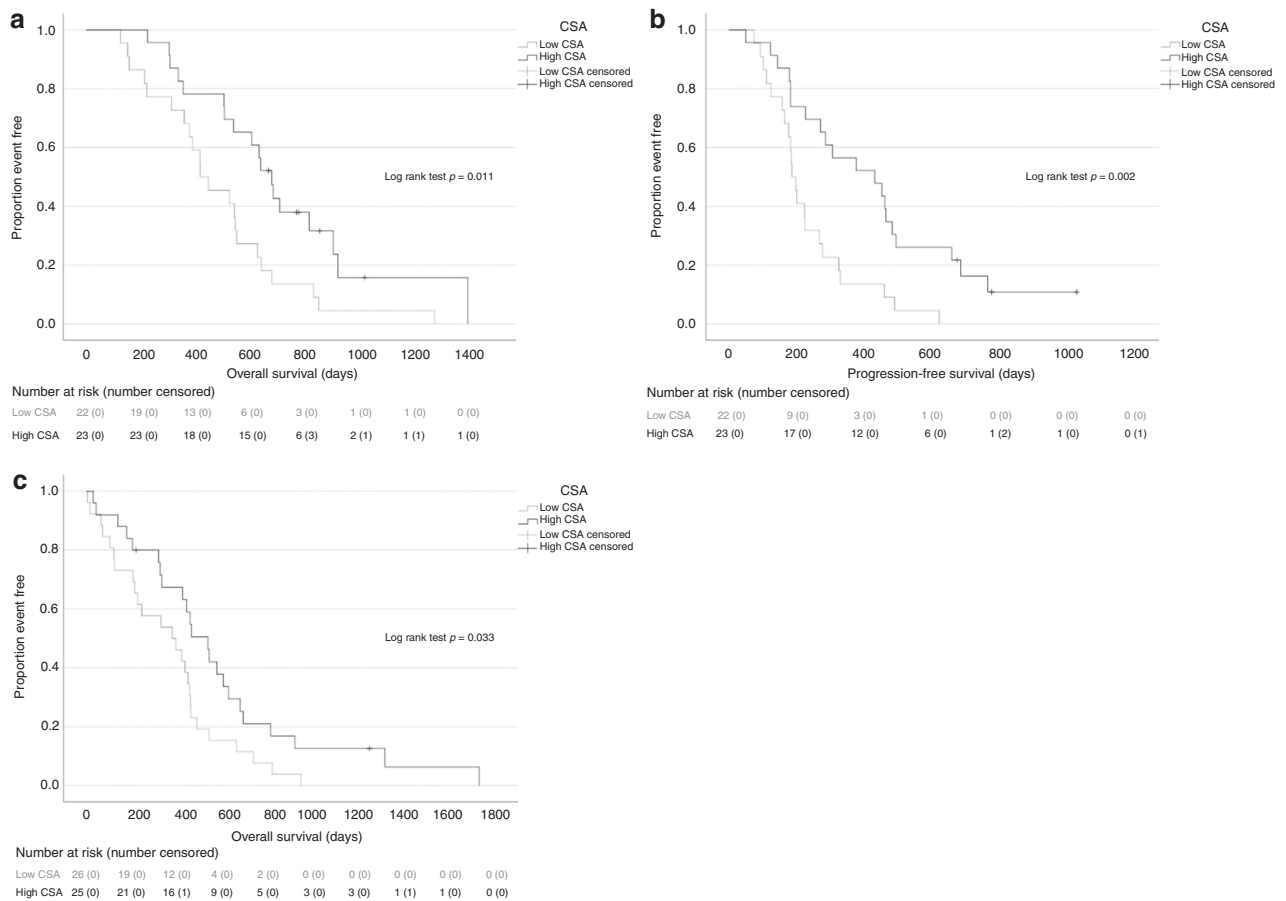 a
CSA
Low CSA
High CSA
Low CSA censored
High CSA censored
Proportion event free
1.0
0.8
0.6
0.4
0.2
0.0
Log rank test p = 0.011
0 200 400 600 800 1000 1200 1400
Overall survival (days)
Number at risk (number censored)
Low CSA 22 (0) 19 (0) 13 (0) 6 (0) 3 (0) 1 (0) 1 (0) 0 (0)
High CSA 23 (0) 23 (0) 18 (0) 15 (0) 6 (3) 2 (1) 1 (1) 1 (0)
b
CSA
Low CSA
High CSA
Low CSA censored
High CSA censored
Proportion event free
1.0
0.8
0.6
0.4
0.2
0.0
Log rank test p = 0.002
0 200 400 600 800 1000 1200
Progression-free survival (days)
Number at risk (number censored)
Low CSA 22 (0) 9 (0) 3 (0) 1 (0) 0 (0) 0 (0) 0 (0)
High CSA 23 (0) 17 (0) 12 (0) 6 (0) 1 (2) 1 (0) 0 (1)
c
CSA
Low CSA
High CSA
Low CSA censored
High CSA censored
Proportion event free
1.0
0.8
0.6
0.4
0.2
0.0
Log rank test p = 0.033
0 200 400 600 800 1000 1200 1400 1600 1800
Overall survival (days)
Number at risk (number censored)
Low CSA 26 (0) 19 (0) 12 (0) 4 (0) 2 (0) 0 (0) 0 (0) 0 (0) 0 (0) 0 (0)
High CSA 25 (0) 21 (0) 16 (1) 9 (0) 5 (0) 3 (0) 3 (0) 1 (1) 1 (0) 0 (0)